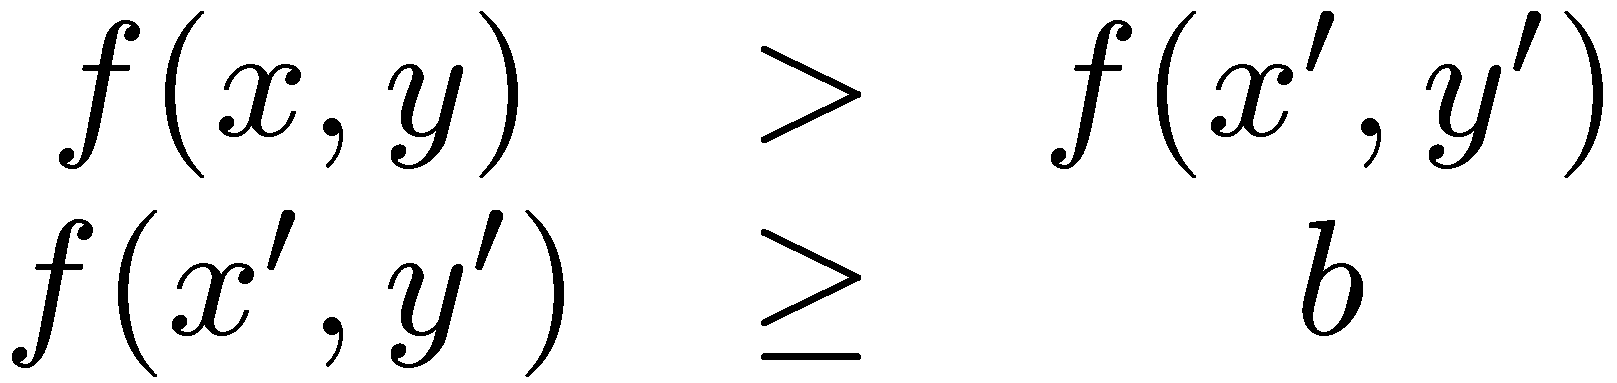 f(x, y) > f(x′, y′)
f(x′, y′) ≥ b